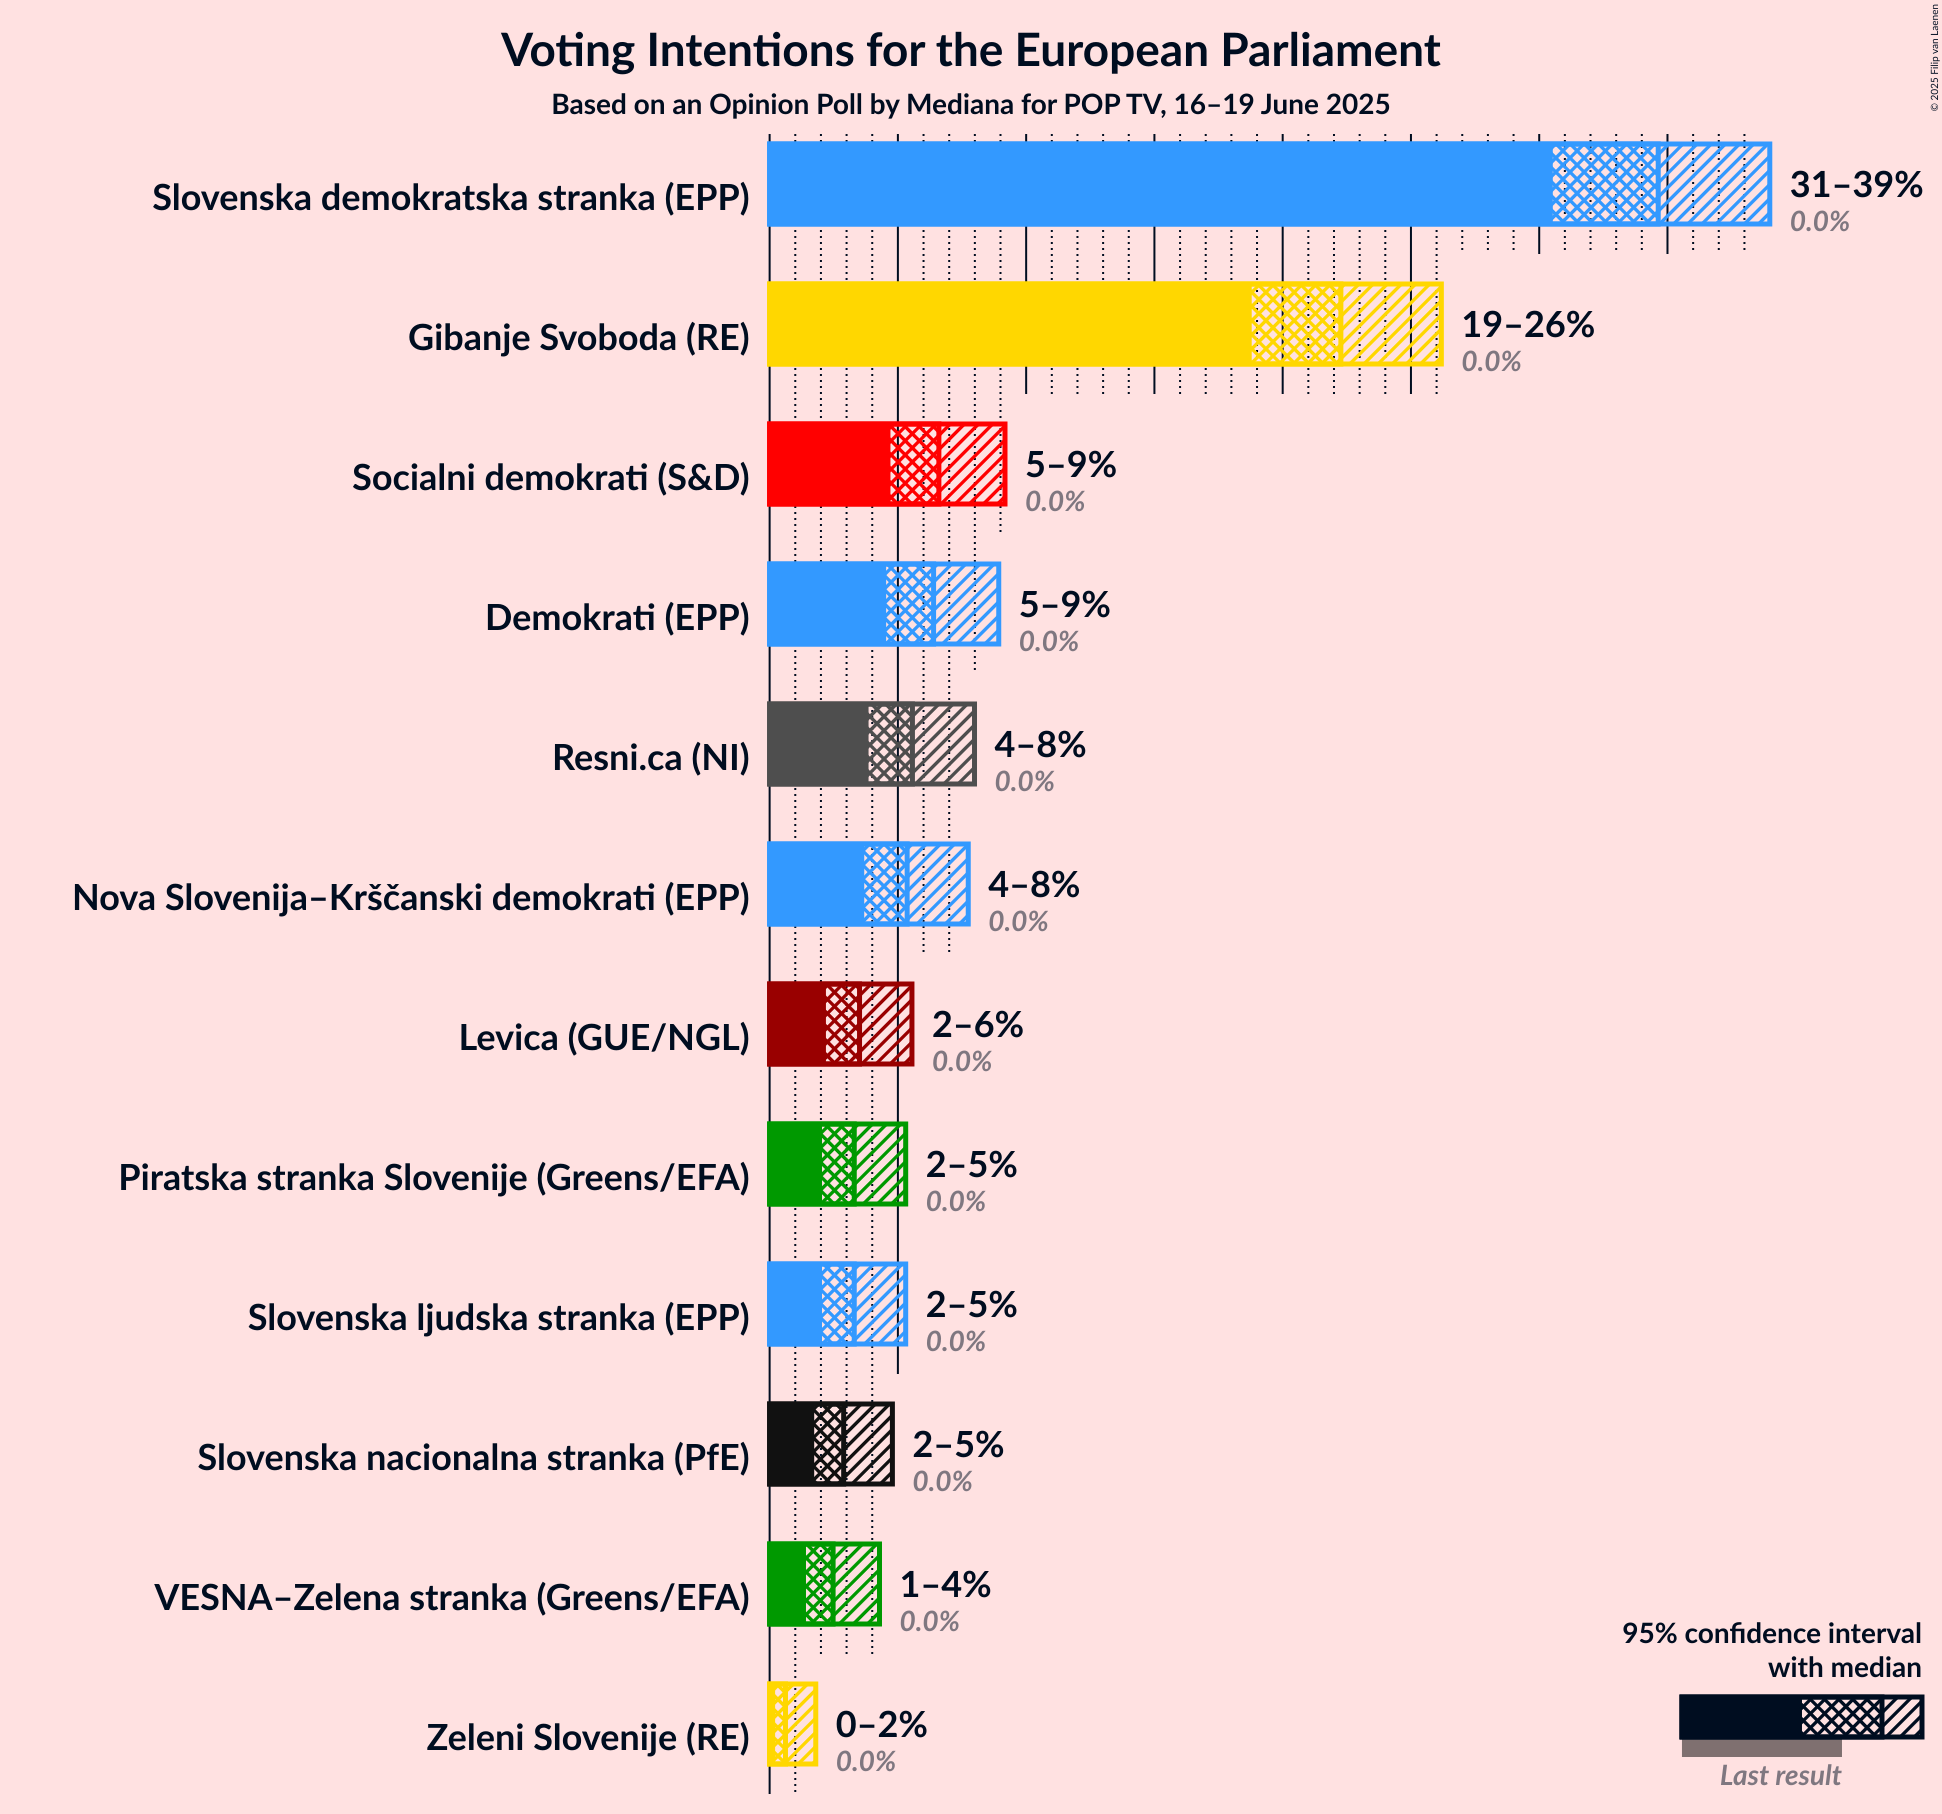 Voting Intentions for the European Parliament
Based on an Opinion Poll by Mediana for POP TV, 16–19 June 2025
© 2025 Filip van Laenen
Slovenska demokratska stranka (EPP)
31–39%
0.0%
Gibanje Svoboda (RE)
19–26%
0.0%
Socialni demokrati (S&D)
5–9%
0.0%
Demokrati (EPP)
5–9%
0.0%
Resni.ca (NI)
4–8%
0.0%
Nova Slovenija–Krščanski demokrati (EPP)
4–8%
0.0%
Levica (GUE/NGL)
2–6%
0.0%
Piratska stranka Slovenije (Greens/EFA)
2–5%
0.0%
Slovenska ljudska stranka (EPP)
2–5%
0.0%
Slovenska nacionalna stranka (PfE)
2–5%
0.0%
VESNA–Zelena stranka (Greens/EFA)
1–4%
0.0%
Zeleni Slovenije (RE)
0–2%
0.0%
95% confidence interval
with median
Last result